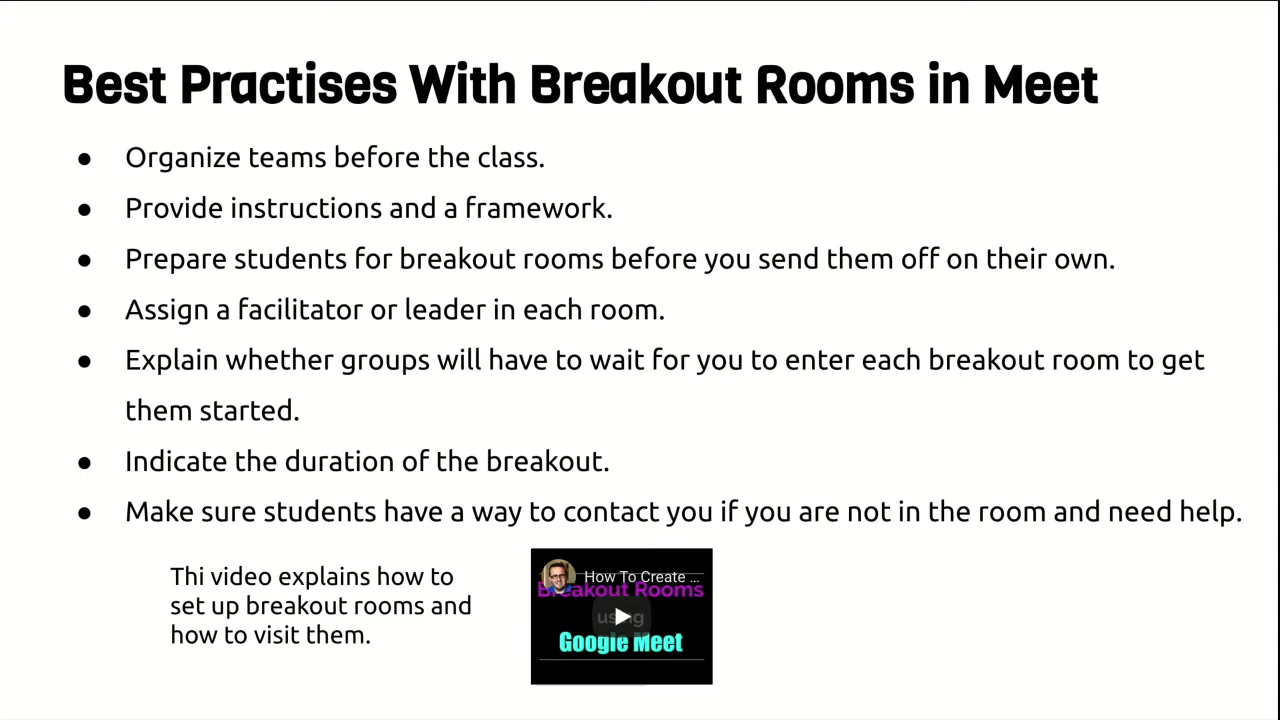 Best Practises With Breakout Rooms in Meet
● Organize teams before the class.
● Provide instructions and a framework.
● Prepare students for breakout rooms before you send them off on their own.
● Assign a facilitator or leader in each room.
● Explain whether groups will have to wait for you to enter each breakout room to get
them started.
● Indicate the duration of the breakout.
● Make sure students have a way to contact you if you are not in the room and need help.
Thi video explains how to
set up breakout rooms and
how to visit them.
How To Create ...
Breakout Rooms
using
Google Meet